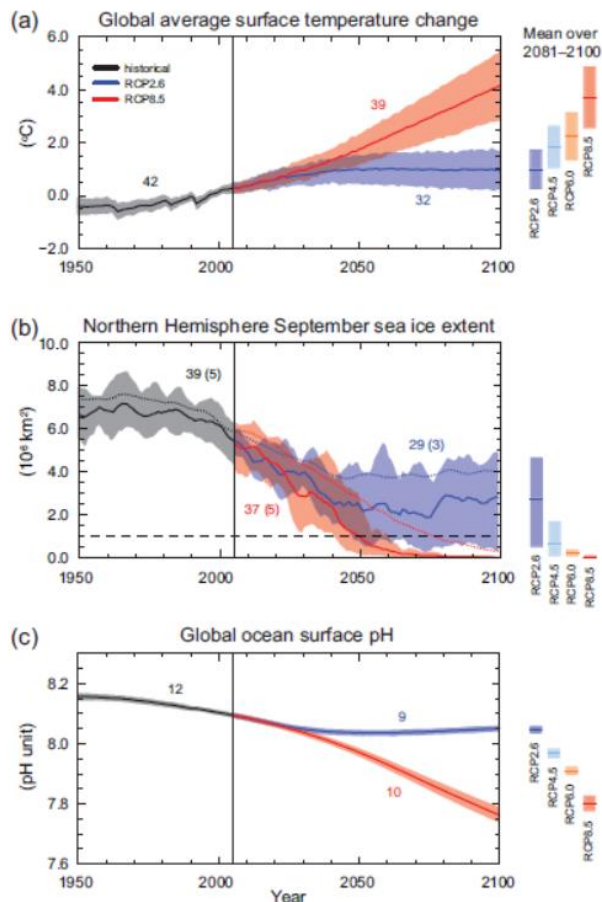 (a) Global average surface temperature change
Mean over
2081–2100
6.0
4.0
2.0
0.0
−2.0
(°C)
historical
RCP2.6
RCP8.5
42
39
32
1950 2000 2050 2100
RCP2.6
RCP4.5
RCP6.0
RCP8.5
(b) Northern Hemisphere September sea ice extent
10.0
8.0
6.0
4.0
2.0
0.0
(10⁶ km²)
39 (5)
29 (3)
37 (5)
1950 2000 2050 2100
RCP2.6
RCP4.5
RCP6.0
RCP8.5
(c) Global ocean surface pH
8.2
8.0
7.8
7.6
(pH unit)
12
9
10
1950 2000 2050 2100
Year
RCP2.6
RCP4.5
RCP6.0
RCP8.5